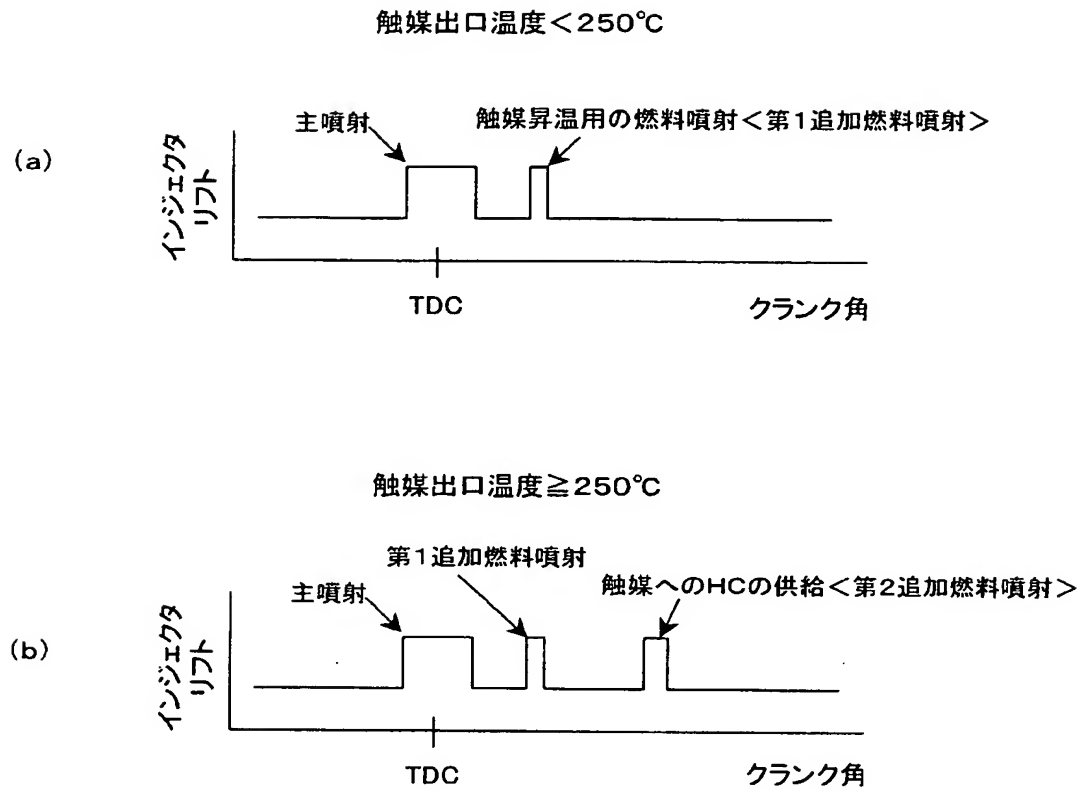 触媒出口温度<250℃
(a)
主噴射
触媒昇温用の燃料噴射<第1追加燃料噴射>
インジェクタ
リフト
TDC
クランク角
触媒出口温度≧250℃
(b)
第1追加燃料噴射
主噴射
触媒へのHCの供給<第2追加燃料噴射>
インジェクタ
リフト
TDC
クランク角